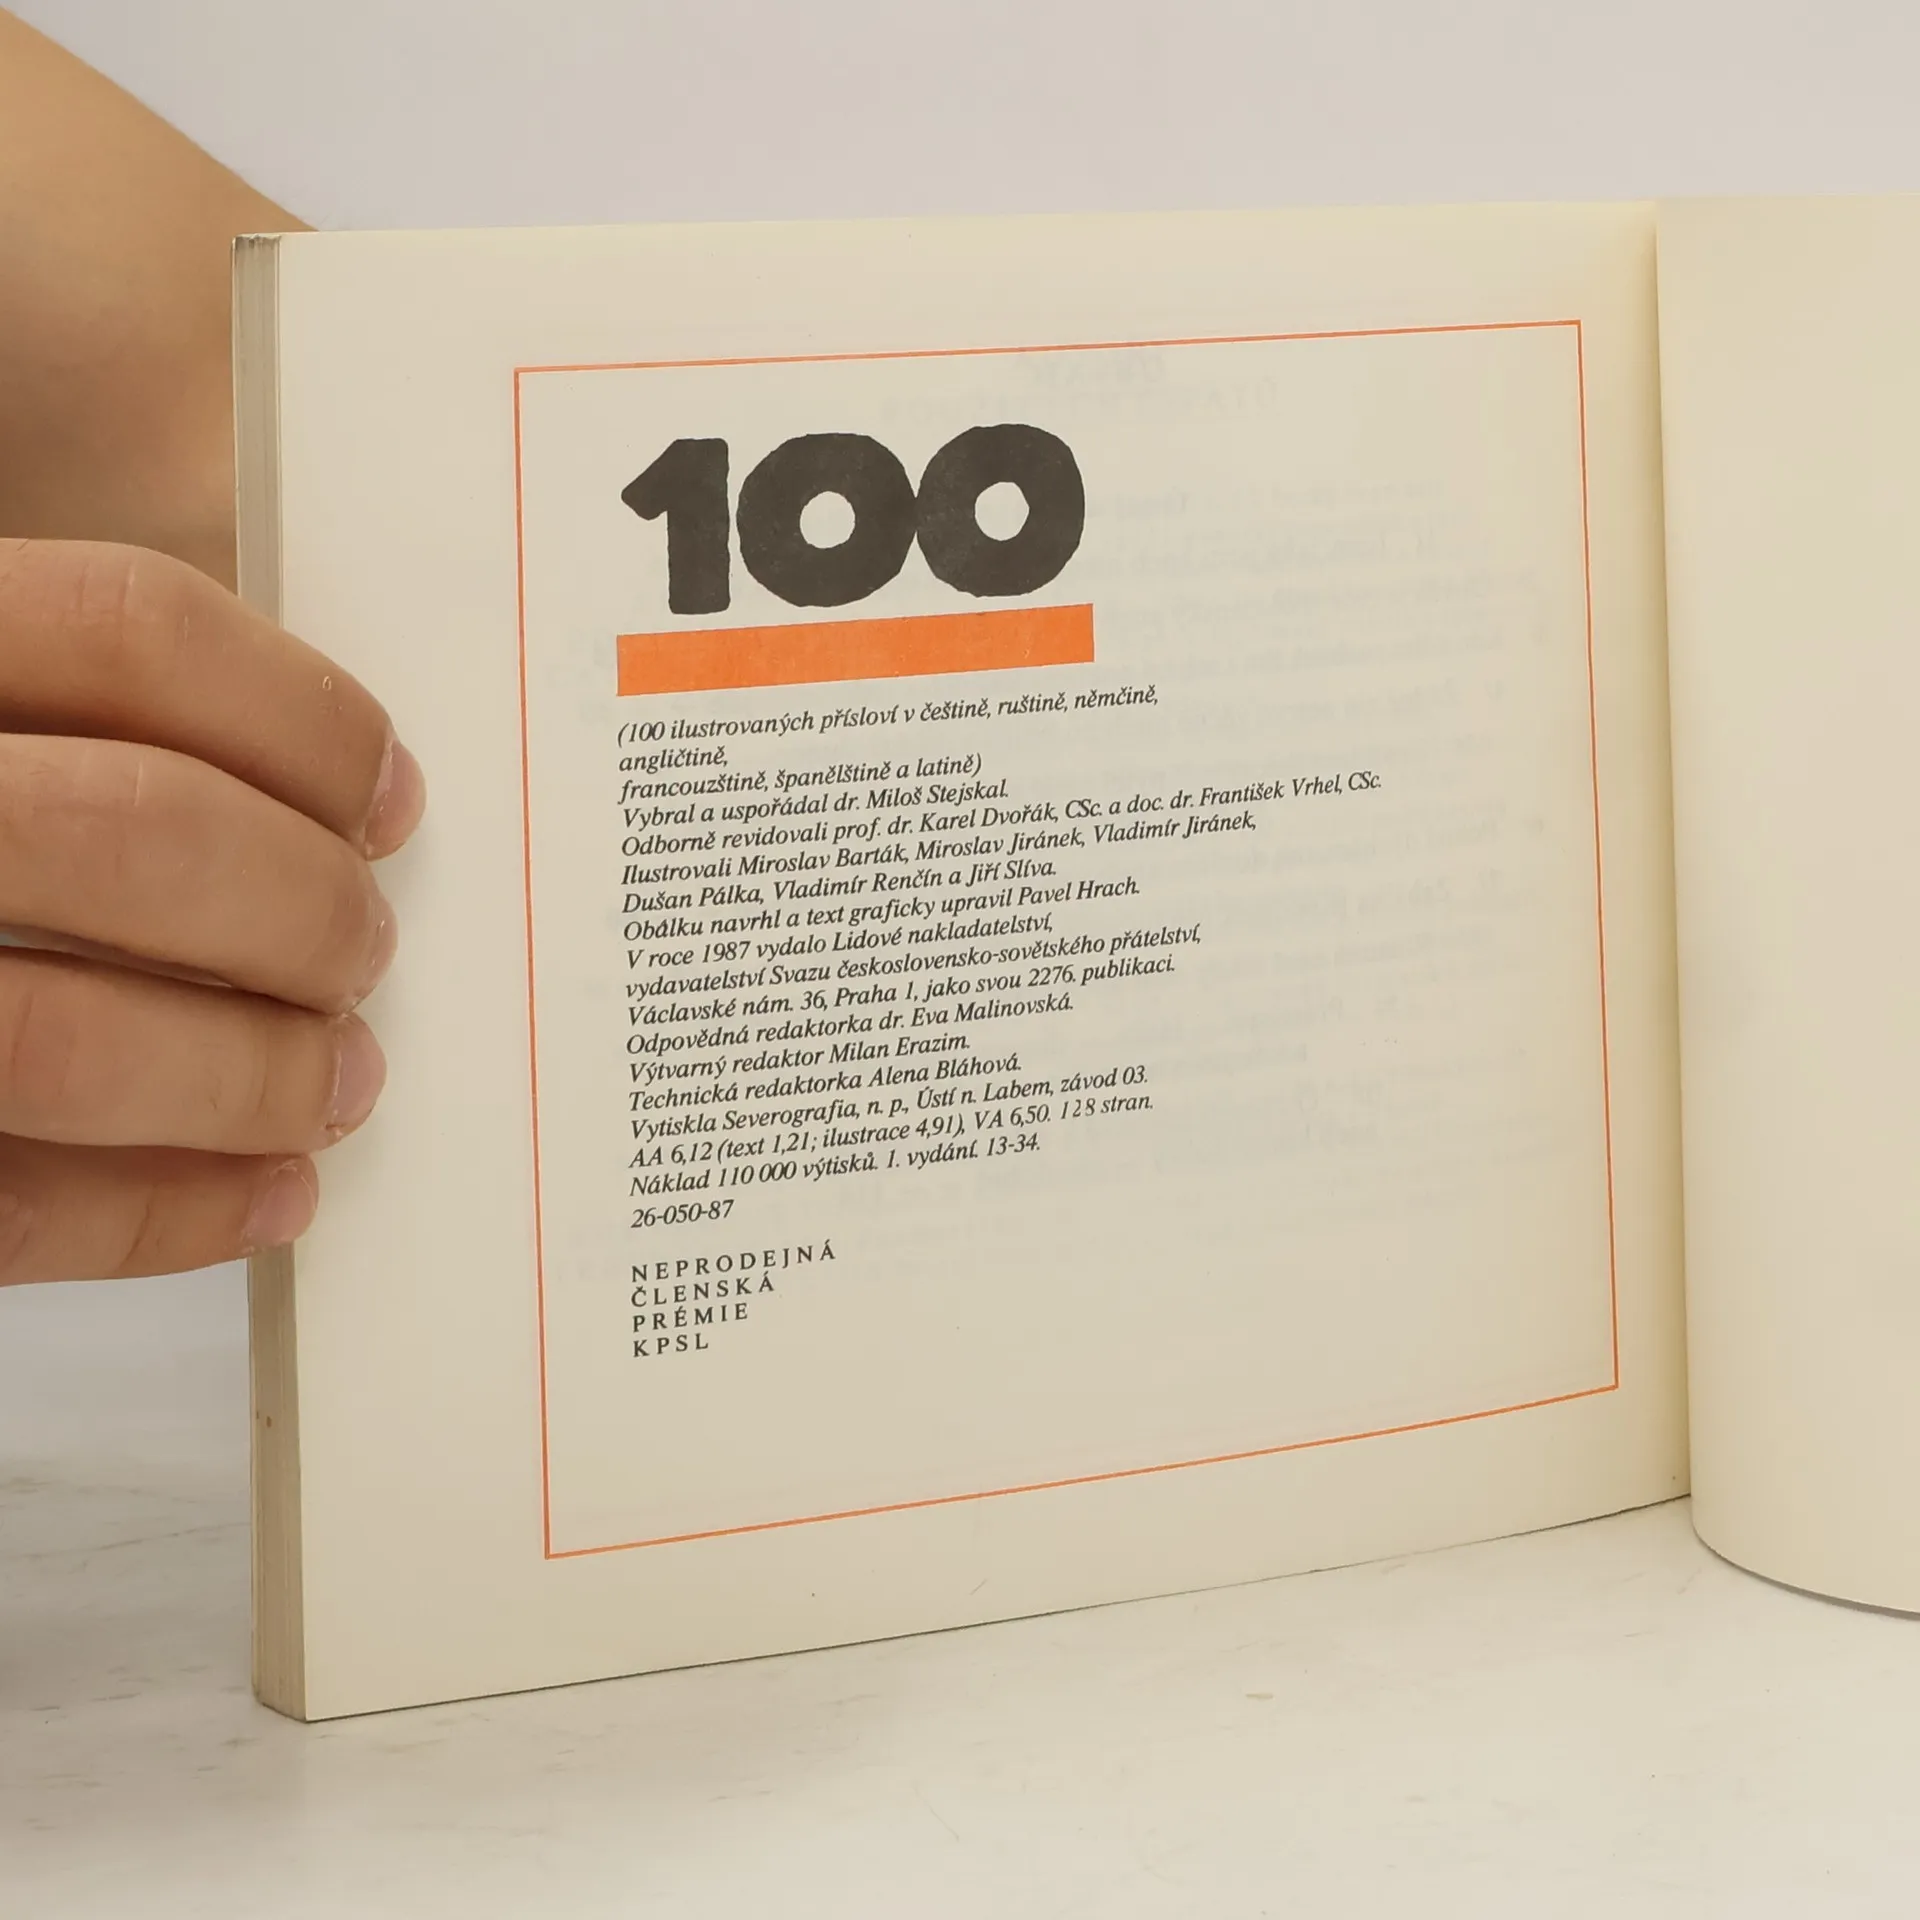 100
(100 ilustrovaných přísloví v češtině, ruštině, němčině,
angličtině,
francouzštině, španělštině a latině)
Vybral a uspořádal dr. Miloš Stejskal.
Odborně revidovali prof. dr. Karel Dvořák, CSc. a doc. dr. František Vrhel, CSc.
Ilustrovali Miroslav Barták, Miroslav Jiránek, Vladimír Jiránek,
Dušan Pálka, Vladimír Renčín a Jiří Slíva.
Obálku navrhl a text graficky upravil Pavel Hrach.
V roce 1987 vydalo Lidové nakladatelství,
vydavatelství Svazu československo-sovětského přátelství,
Václavské nám. 36, Praha 1, jako svou 2276. publikaci.
Odpovědná redaktorka dr. Eva Malinovská.
Výtvarný redaktor Milan Erazim.
Technická redaktorka Alena Bláhová.
Vytiskla Severografia, n. p., Ústí n. Labem, závod 03.
AA 6,12 (text 1,21; ilustrace 4,91), VA 6,50. 128 stran.
Náklad 110 000 výtisků. 1. vydání. 13-34.
26-050-87
NEPRODEJNÁ
ČLENSKÁ
PRÉMIE
KPSL